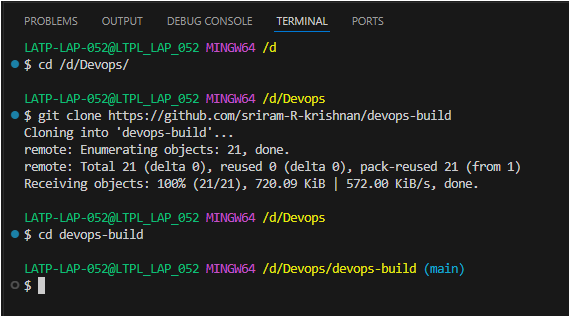 PROBLEMS OUTPUT DEBUG CONSOLE TERMINAL PORTS
LATP-LAP-052@LTPL_LAP_052 MINGW64 /d
$ cd /d/Devops/
LATP-LAP-052@LTPL_LAP_052 MINGW64 /d/Devops
$ git clone https://github.com/sriram-R-krishnan/devops-build
Cloning into 'devops-build'...
remote: Enumerating objects: 21, done.
remote: Total 21 (delta 0), reused 0 (delta 0), pack-reused 21 (from 1)
Receiving objects: 100% (21/21), 720.09 KiB | 572.00 KiB/s, done.
LATP-LAP-052@LTPL_LAP_052 MINGW64 /d/Devops
$ cd devops-build
LATP-LAP-052@LTPL_LAP_052 MINGW64 /d/Devops/devops-build (main)
$